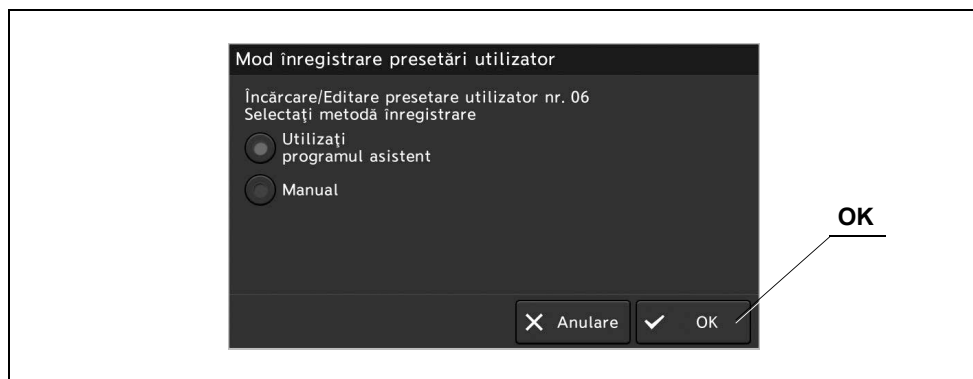 Mod înregistrare presetări utilizator
Încărcare/Editare presetare utilizator nr. 06
Selectaţi metodă înregistrare
Utilizaţi
programul asistent
Manual
OK
Anulare
OK